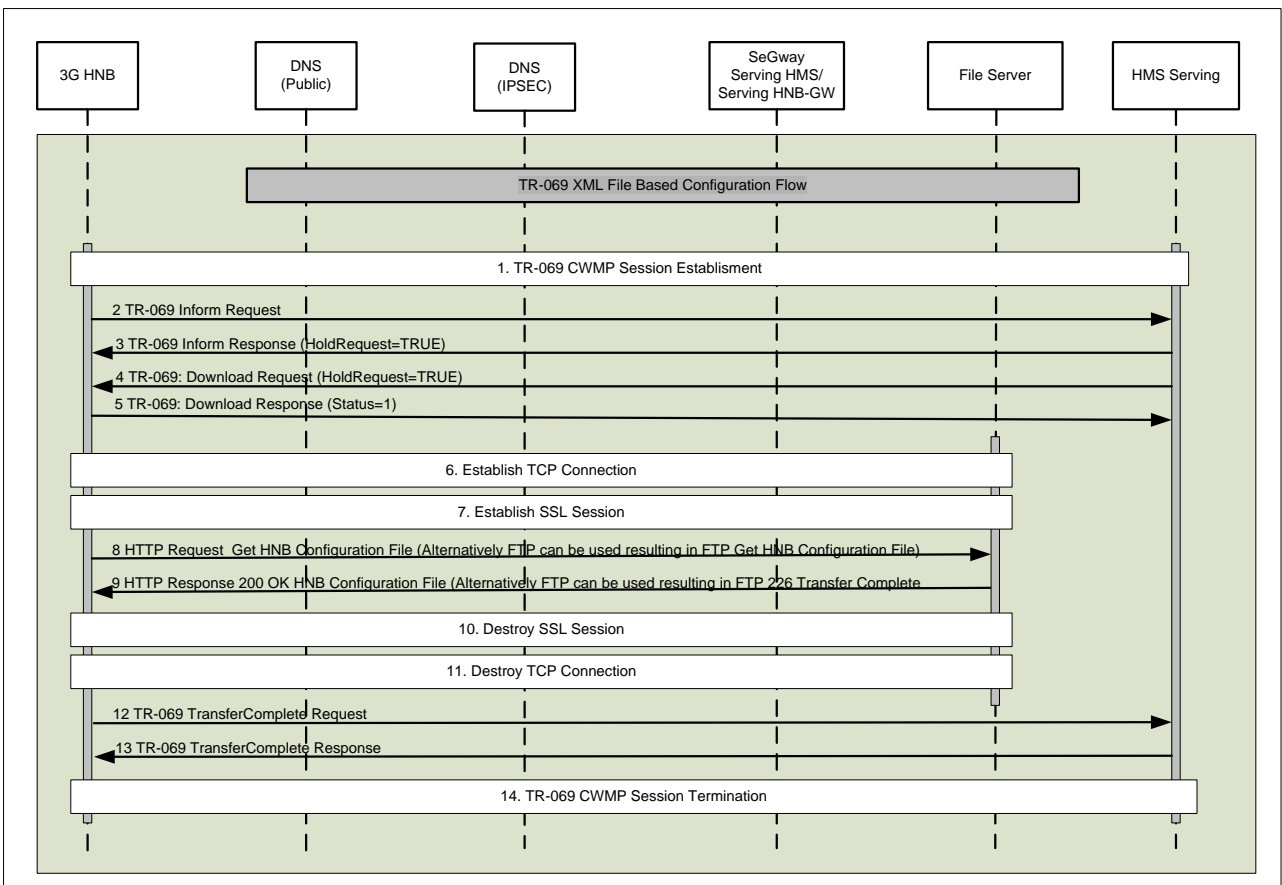 3G HNB
DNS
(Public)
DNS
(IPSEC)
SeGway
Serving HMS/
Serving HNB-GW
File Server
HMS Serving
TR-069 XML File Based Configuration Flow
1. TR-069 CWMP Session Establisment
2 TR-069 Inform Request
3 TR-069 Inform Response (HoldRequest=TRUE)
4 TR-069: Download Request (HoldRequest=TRUE)
5 TR-069: Download Response (Status=1)
6. Establish TCP Connection
7. Establish SSL Session
8 HTTP Request  Get HNB Configuration File (Alternatively FTP can be used resulting in FTP Get HNB Configuration File)
9 HTTP Response 200 OK HNB Configuration File (Alternatively FTP can be used resulting in FTP 226 Transfer Complete
10. Destroy SSL Session
11. Destroy TCP Connection
12 TR-069 TransferComplete Request
13 TR-069 TransferComplete Response
14. TR-069 CWMP Session Termination